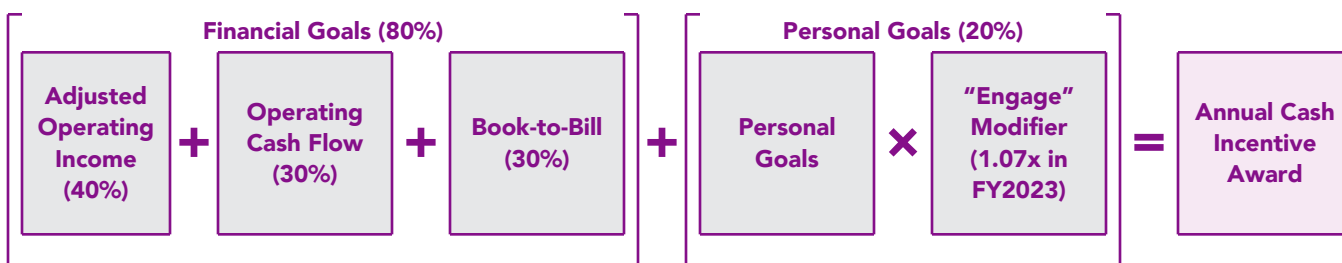 Financial Goals (80%)
Personal Goals (20%)
Adjusted
Operating
Income
(40%)
+
Operating
Cash Flow
(30%)
+
Book-to-Bill
(30%)
+
Personal
Goals
×
“Engage”
Modifier
(1.07x in
FY2023)
=
Annual Cash
Incentive
Award